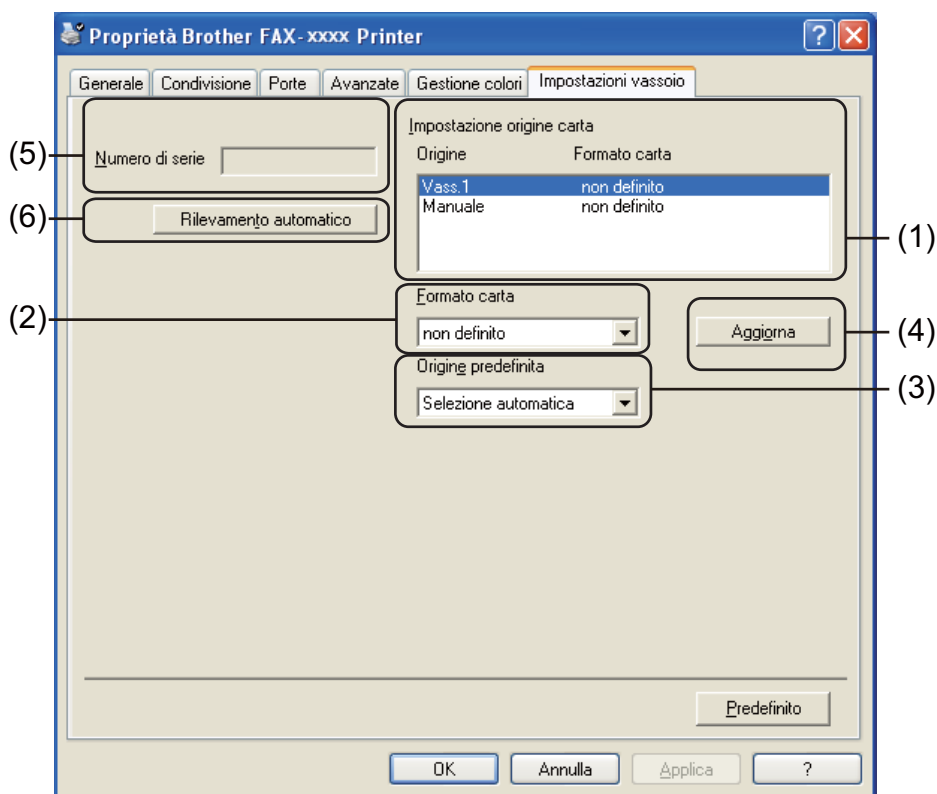 Proprietà Brother FAX-xxxx Printer
?
Generale Condivisione Porte Avanzate Gestione colori Impostazioni vassoio
Impostazione origine carta
Origine Formato carta
(5) Numero di serie
Vass.1 non definito
Manuale non definito
(6) Rilevamento automatico
(1)
(2) Formato carta
non definito
Aggiorna (4)
Origine predefinita
(3)
Selezione automatica
Predefinito
OK Annulla Applica ?